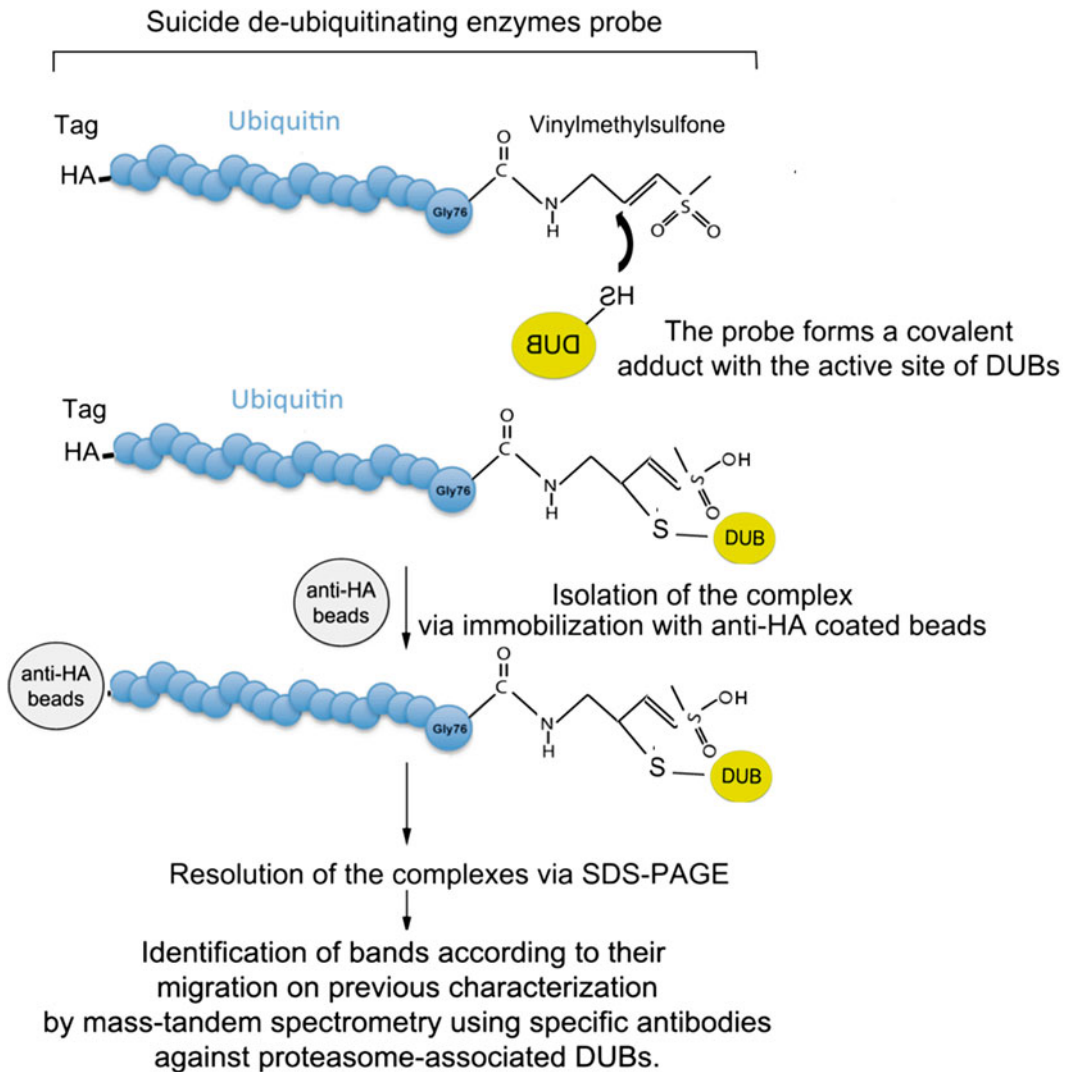 Suicide de-ubiquitinating enzymes probe
Tag
Ubiquitin
Vinylmethylsulfone
HA
Gly76
O
C
N
H
S
O
O
SH
DUB
The probe forms a covalent
adduct with the active site of DUBs
Tag
Ubiquitin
HA
Gly76
O
C
N
H
S
OH
O
S
DUB
anti-HA
beads
Isolation of the complex
via immobilization with anti-HA coated beads
anti-HA
beads
Gly76
O
C
N
H
S
OH
O
S
DUB
Resolution of the complexes via SDS-PAGE
Identification of bands according to their
migration on previous characterization
by mass-tandem spectrometry using specific antibodies
against proteasome-associated DUBs.